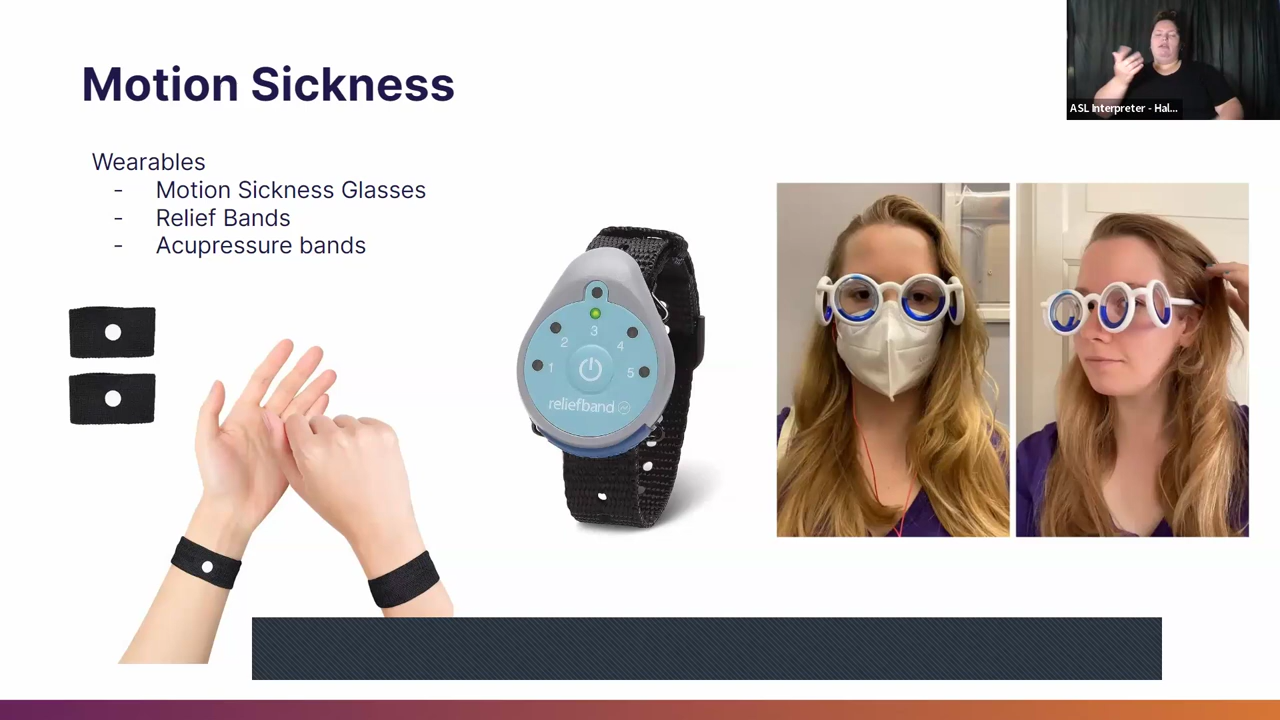 Motion Sickness
ASL Interpreter - Hal...
Wearables
- Motion Sickness Glasses
- Relief Bands
- Acupressure bands
3
2
4
1
5
reliefband